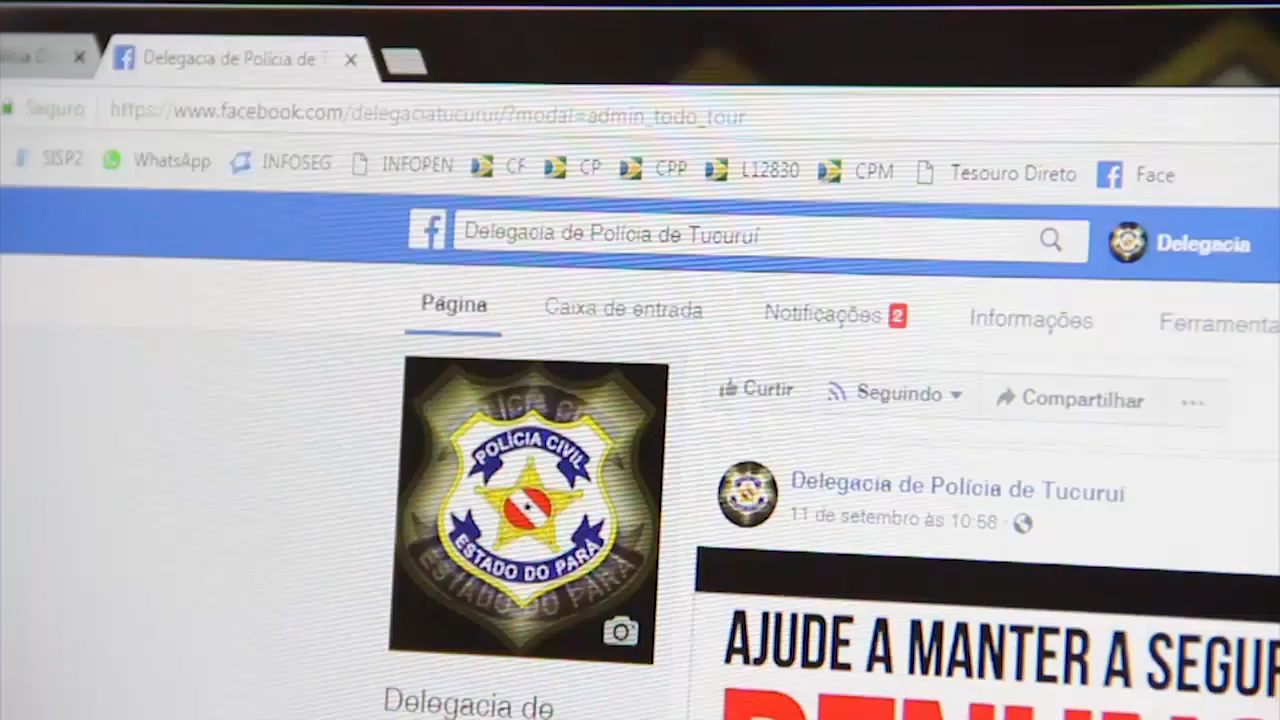 Delegacia de Polícia de T
Seguro https://www.facebook.com/delegaciatucurui/?modal=admin_todo_tour
SISP2 WhatsApp INFOSEG INFOPEN CF CP CPP L12830 CPM Tesouro Direto Face
Delegacia de Polícia de Tucuruí Delegacia
Página Caixa de entrada Notificações 2 Informações Ferramenta
Curtir Seguindo Compartilhar ...
POLÍCIA CIVIL
ESTADO DO PARÁ
ESTADO DO PARÁ
Delegacia de Polícia de Tucuruí
11 de setembro às 10:58
AJUDE A MANTER A SEGUR
Delegacia de